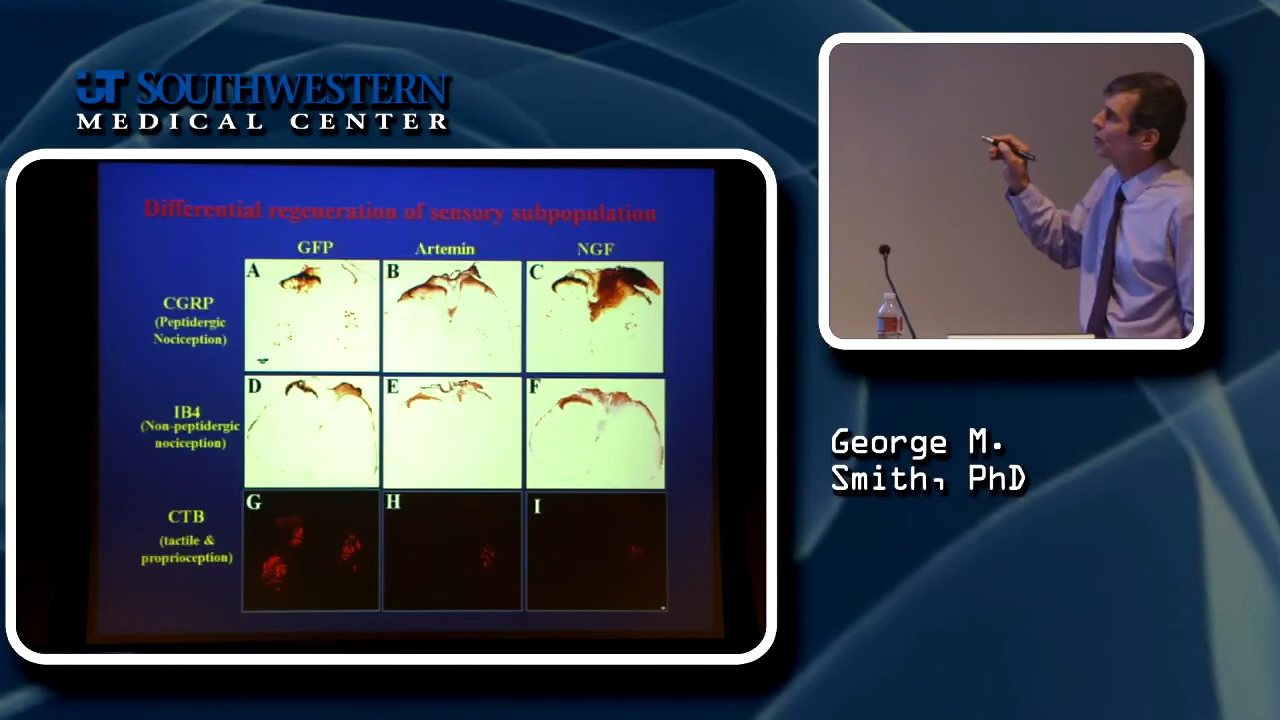 UT SOUTHWESTERN
MEDICAL CENTER
Differential regeneration of sensory subpopulation
GFP Artemin NGF
A B C
CGRP
(Peptidergic
Nociception)
D E F
IB4
(Non-peptidergic
nociception)
G H I
CTB
(tactile &
proprioception)
George M.
Smith, PhD